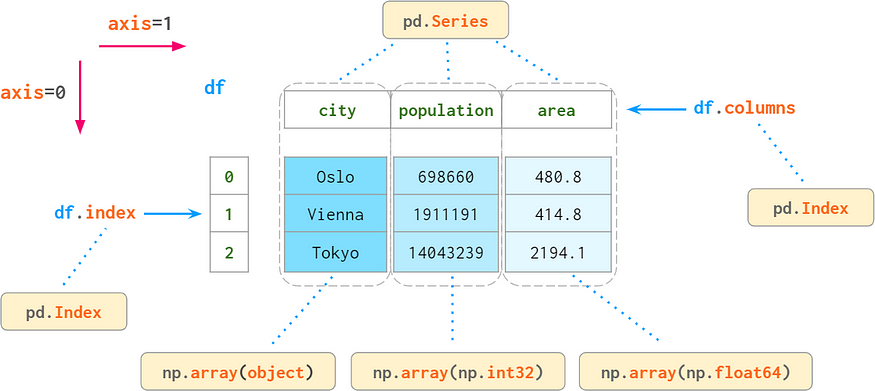 axis=1
pd.Series
axis=0
df
city population area
df.columns
0 Oslo 698660 480.8
df.index
1 Vienna 1911191 414.8
pd.Index
2 Tokyo 14043239 2194.1
pd.Index
np.array(object) np.array(np.int32) np.array(np.float64)